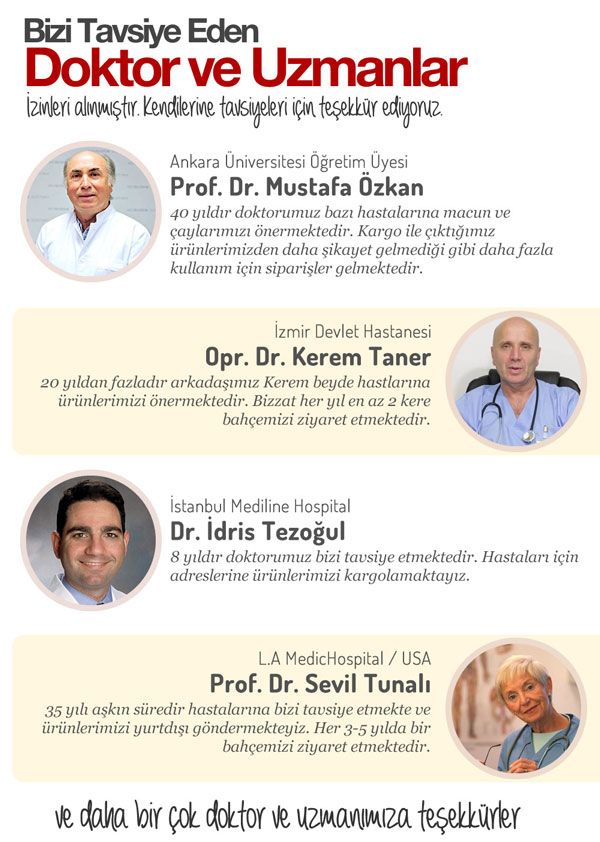 Bizi Tavsiye Eden
Doktor ve Uzmanlar
İzinleri alınmıştır. Kendilerine tavsiyeleri için teşekkür ediyoruz.
Ankara Üniversitesi Öğretim Üyesi
Prof. Dr. Mustafa Özkan
40 yıldır doktorumuz bazı hastalarına macun ve
çaylarımızı önermektedir. Kargo ile çıktığımız
ürünlerimizden daha şikayet gelmediği gibi daha fazla
kullanım için siparişler gelmektedir.
İzmir Devlet Hastanesi
Opr. Dr. Kerem Taner
20 yıldan fazladır arkadaşımız Kerem beyde hastlarına
ürünlerimizi önermektedir. Bizzat her yıl en az 2 kere
bahçemizi ziyaret etmektedir.
İstanbul Mediline Hospital
Dr. İdris Tezoğul
8 yıldır doktorumuz bizi tavsiye etmektedir. Hastaları için
adreslerine ürünlerimizi kargolamaktayız.
L.A MedicHospital / USA
Prof. Dr. Sevil Tunalı
35 yılı aşkın süredir hastalarına bizi tavsiye etmekte ve
ürünlerimizi yurtdışı göndermekteyiz. Her 3-5 yılda bir
bahçemizi ziyaret etmektedir.
ve daha bir çok doktor ve uzmanımıza teşekkürler